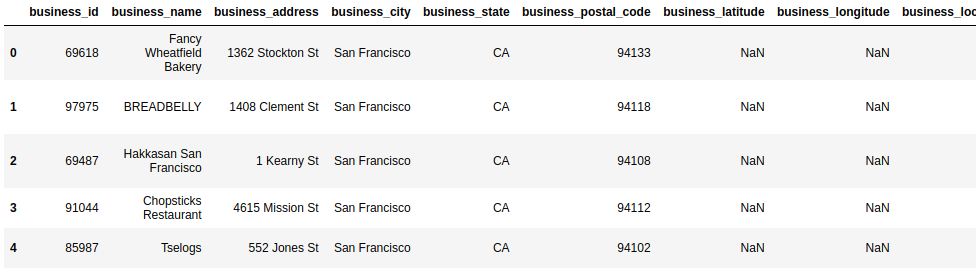 business_id business_name business_address business_city business_state business_postal_code business_latitude business_longitude business_loc
0 69618 Fancy Wheatfield Bakery 1362 Stockton St San Francisco CA 94133 NaN NaN
1 97975 BREADBELLY 1408 Clement St San Francisco CA 94118 NaN NaN
2 69487 Hakkasan San Francisco 1 Kearny St San Francisco CA 94108 NaN NaN
3 91044 Chopsticks Restaurant 4615 Mission St San Francisco CA 94112 NaN NaN
4 85987 Tselogs 552 Jones St San Francisco CA 94102 NaN NaN